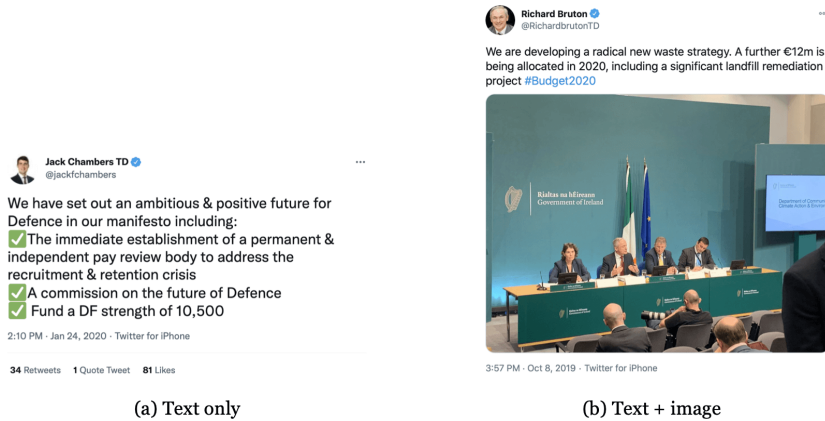 Jack Chambers TD
@jackfchambers
We have set out an ambitious & positive future for
Defence in our manifesto including:
✅The immediate establishment of a permanent &
independent pay review body to address the
recruitment & retention crisis
✅A commission on the future of Defence
✅ Fund a DF strength of 10,500
2:10 PM · Jan 24, 2020 · Twitter for iPhone
34 Retweets 1 Quote Tweet 81 Likes
(a) Text only
Richard Bruton
@RichardbrutonTD
We are developing a radical new waste strategy. A further €12m is
being allocated in 2020, including a significant landfill remediation
project #Budget2020
Rialtas na hÉireann
Government of Ireland
Department of
Climate Action &
3:57 PM · Oct 8, 2019 · Twitter for iPhone
(b) Text + image